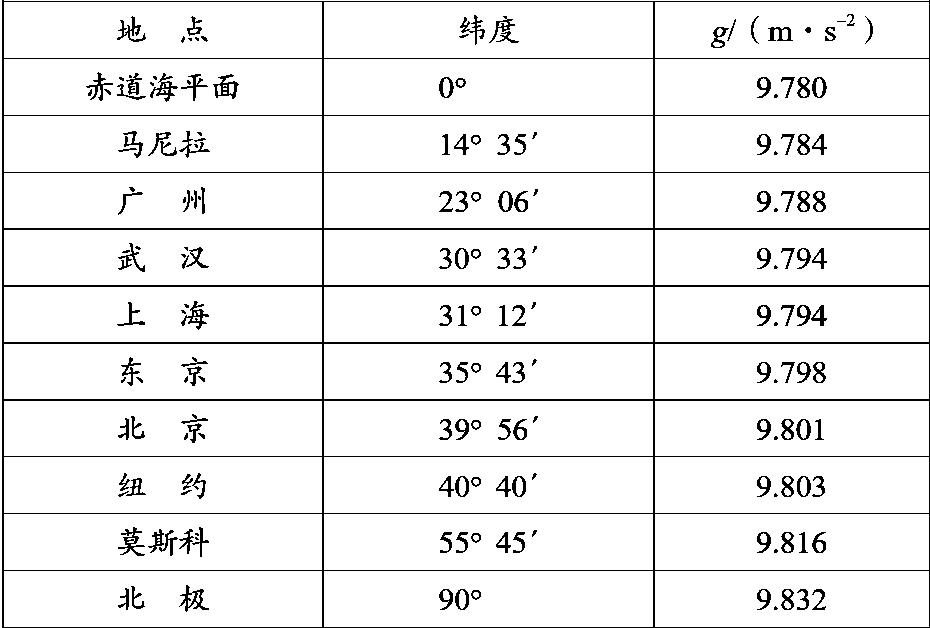 地 点 纬度 g/(m·s⁻²)
赤道海平面 0° 9.780
马尼拉 14° 35′ 9.784
广 州 23° 06′ 9.788
武 汉 30° 33′ 9.794
上 海 31° 12′ 9.794
东 京 35° 43′ 9.798
北 京 39° 56′ 9.801
纽 约 40° 40′ 9.803
莫斯科 55° 45′ 9.816
北 极 90° 9.832